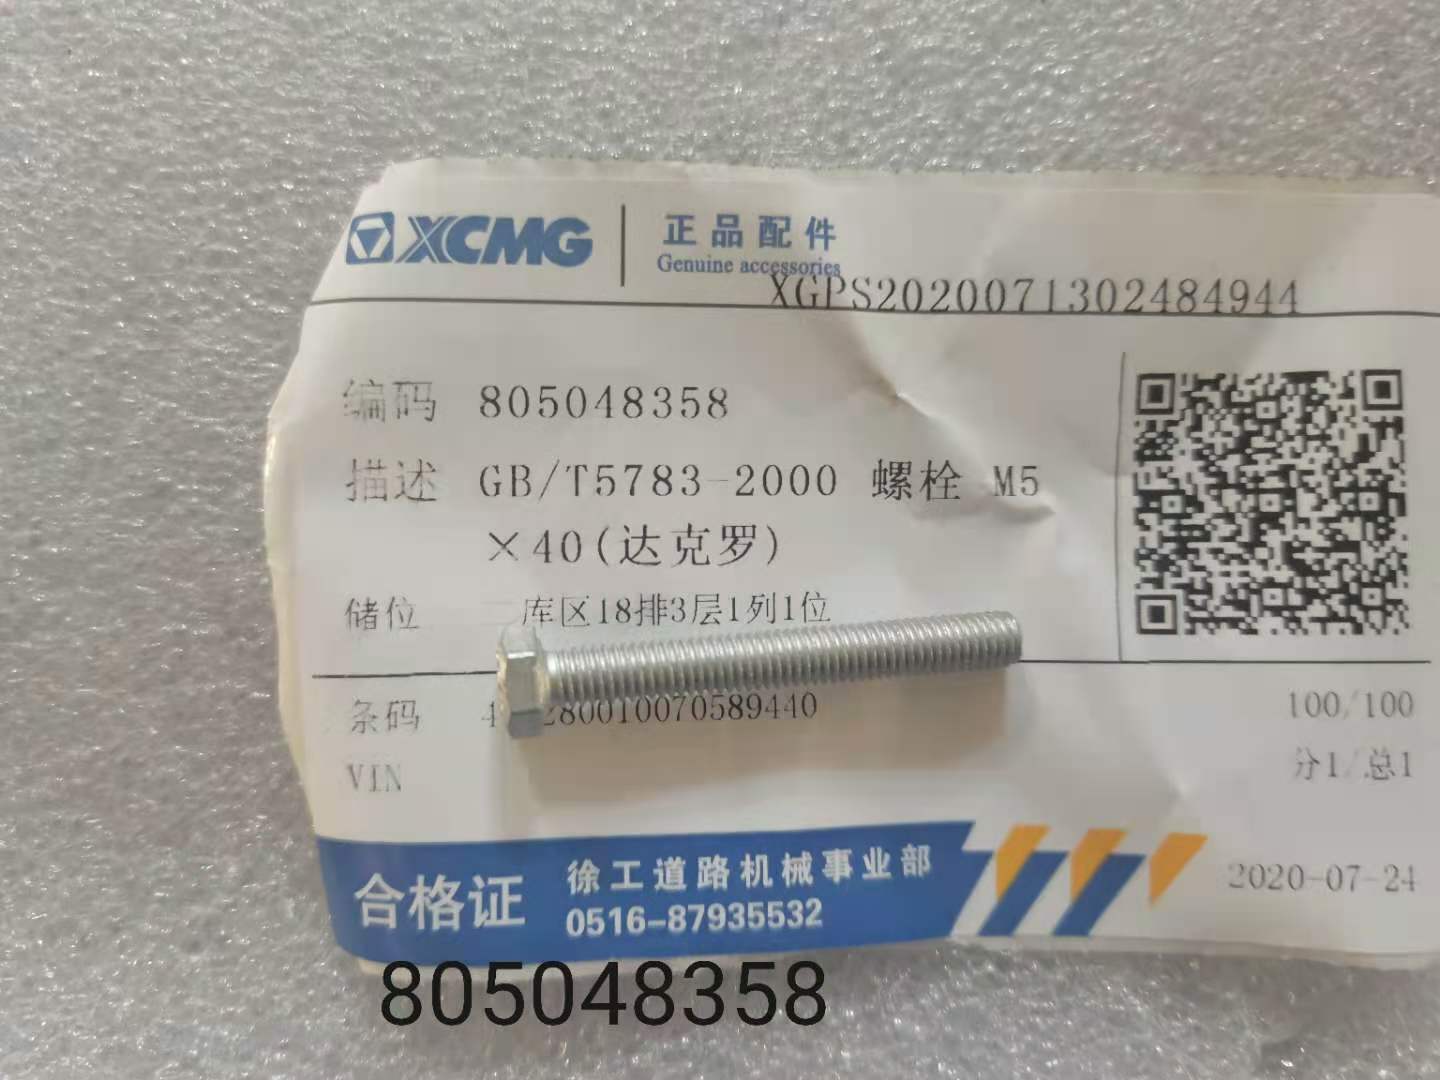 XCMG
正品配件
Genuine accessories
XGPS2020071302484944
编码 805048358
描述 GB/T5783-2000 螺栓 M5
×40(达克罗)
储位 库区18排3层1列1位
条码 280010070589440
100/100
VIN
分1/总1
合格证
徐工道路机械事业部
0516-87935532
2020-07-24
805048358